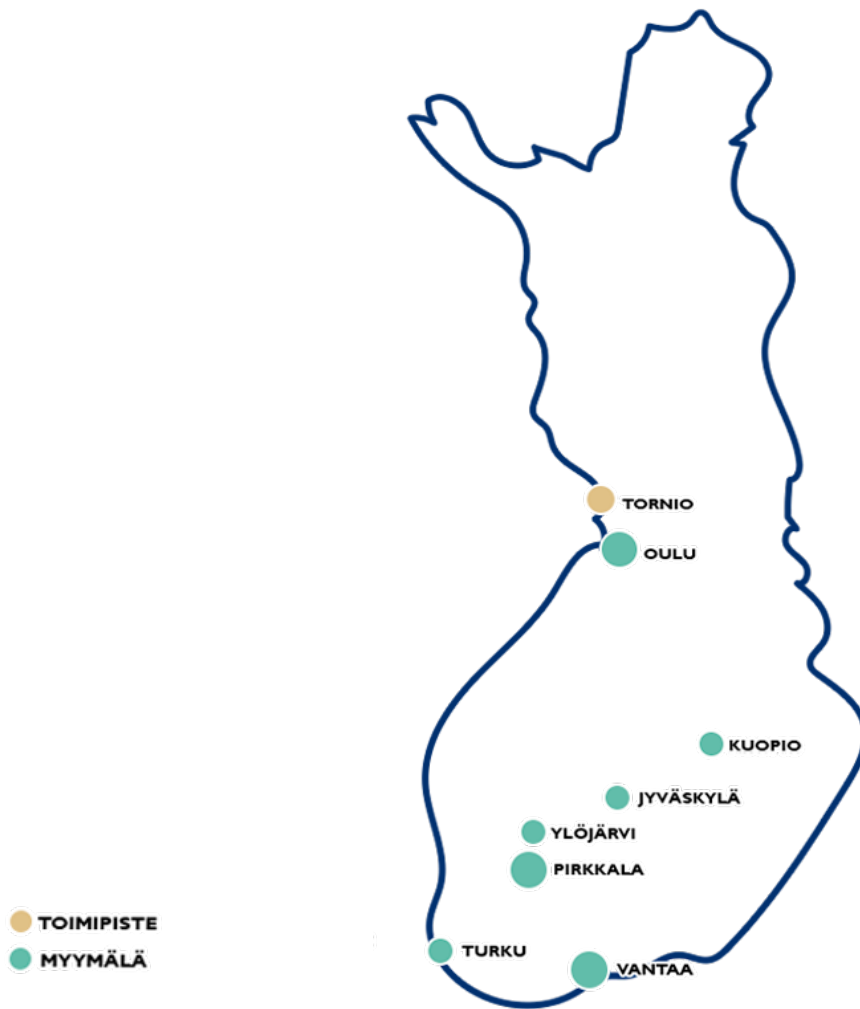 TORNIO
OULU
KUOPIO
JYVÄSKYLÄ
YLÖJÄRVI
PIRKKALA
TOIMIPISTE
TURKU
MYYMÄLÄ
VANTAA